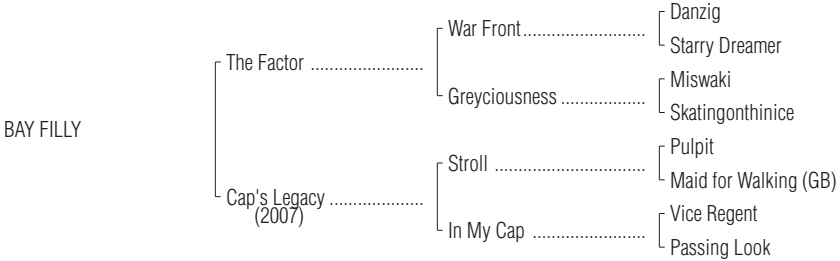 Danzig
War Front.........................
Starry Dreamer
The Factor .......................
Miswaki
Greyciousness .................
Skatingonthinice
BAY FILLY
Pulpit
Stroll ...............................
Maid for Walking (GB)
Cap's Legacy ...................
(2007)
Vice Regent
In My Cap .......................
Passing Look